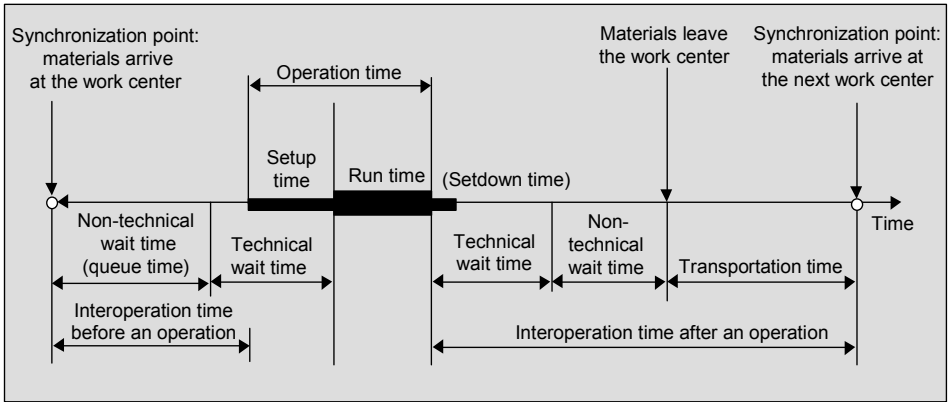 Synchronization point:
materials arrive
at the work center
Materials leave
the work center
Synchronization point:
materials arrive at
the next work center
Operation time
Setup
time
Run time
(Setdown time)
Time
Non-technical
wait time
(queue time)
Technical
wait time
Technical
wait time
Non-
technical
wait time
Transportation time
Interoperation time
before an operation
Interoperation time after an operation